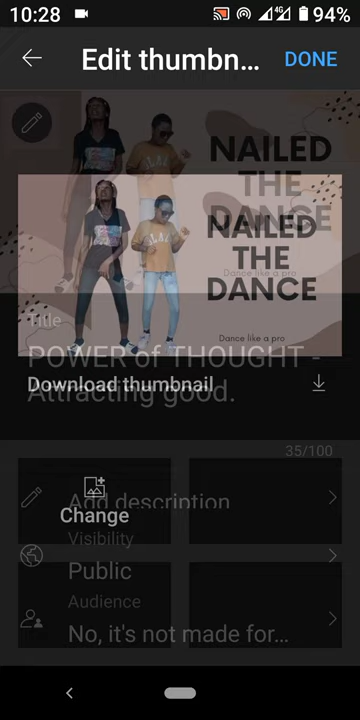 10:28
4G
94%
Edit thumbn...
DONE
NAILED
THE
DANCE
Dance like a pro
NAILED
THE
DANCE
Dance like a pro
Title
POWER of THOUGHT -
Attracting good.
Download thumbnail
35/100
Add description
Change
Visibility
Public
Audience
No, it's not made for...